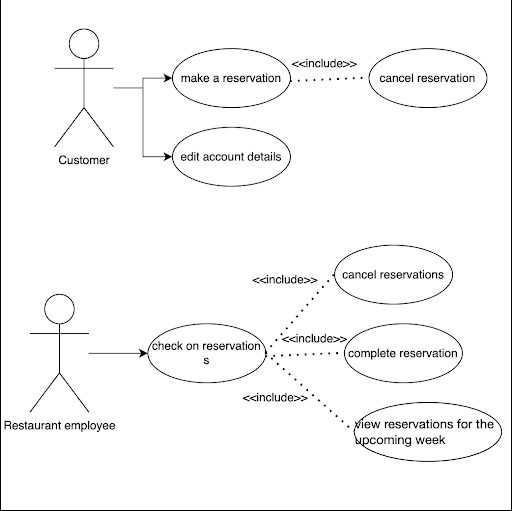 <<include>>
make a reservation
cancel reservation
edit account details
Customer
cancel reservations
<<include>>
<<include>>
check on reservation
s
complete reservation
<<include>>
view reservations for the
upcoming week
Restaurant employee